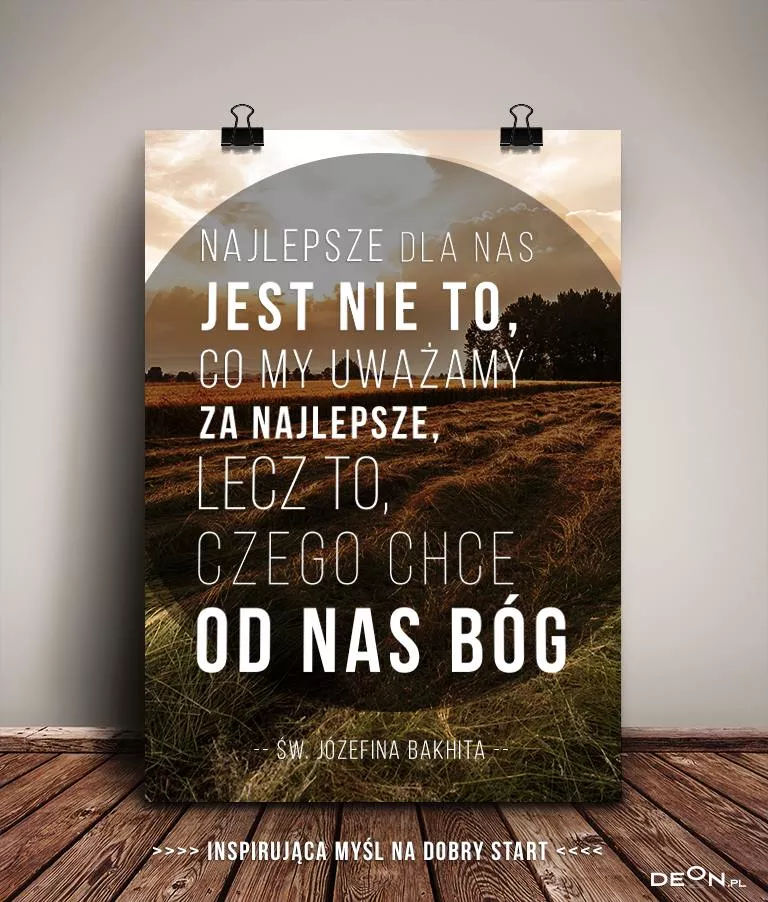 NAJLEPSZE DLA NAS
JEST NIE TO,
CO MY UWAŻAMY
ZA NAJLEPSZE,
LECZ TO,
CZEGO CHCE
OD NAS BÓG
-- ŚW. JÓZEFINA BAKHITA --
>>>> INSPIRUJĄCA MYŚL NA DOBRY START <<<<
DEON.PL